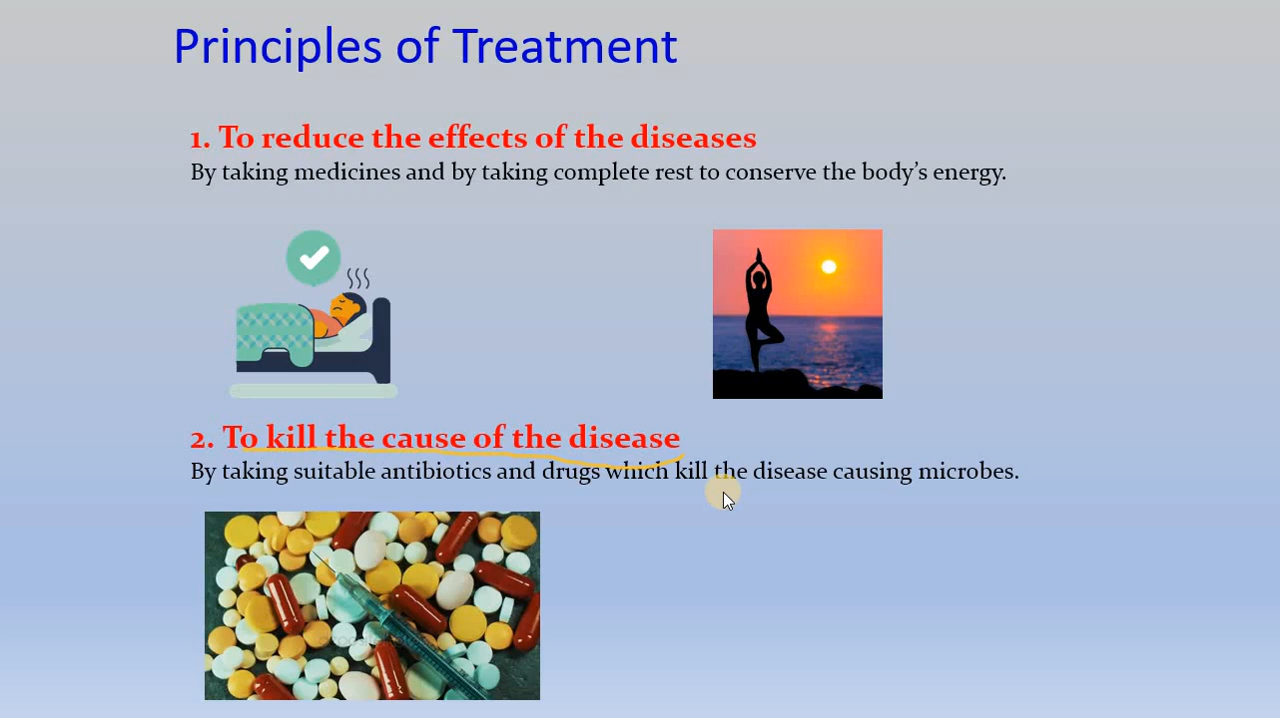 Principles of Treatment
1. To reduce the effects of the diseases
By taking medicines and by taking complete rest to conserve the body’s energy.
2. To kill the cause of the disease
By taking suitable antibiotics and drugs which kill the disease causing microbes.